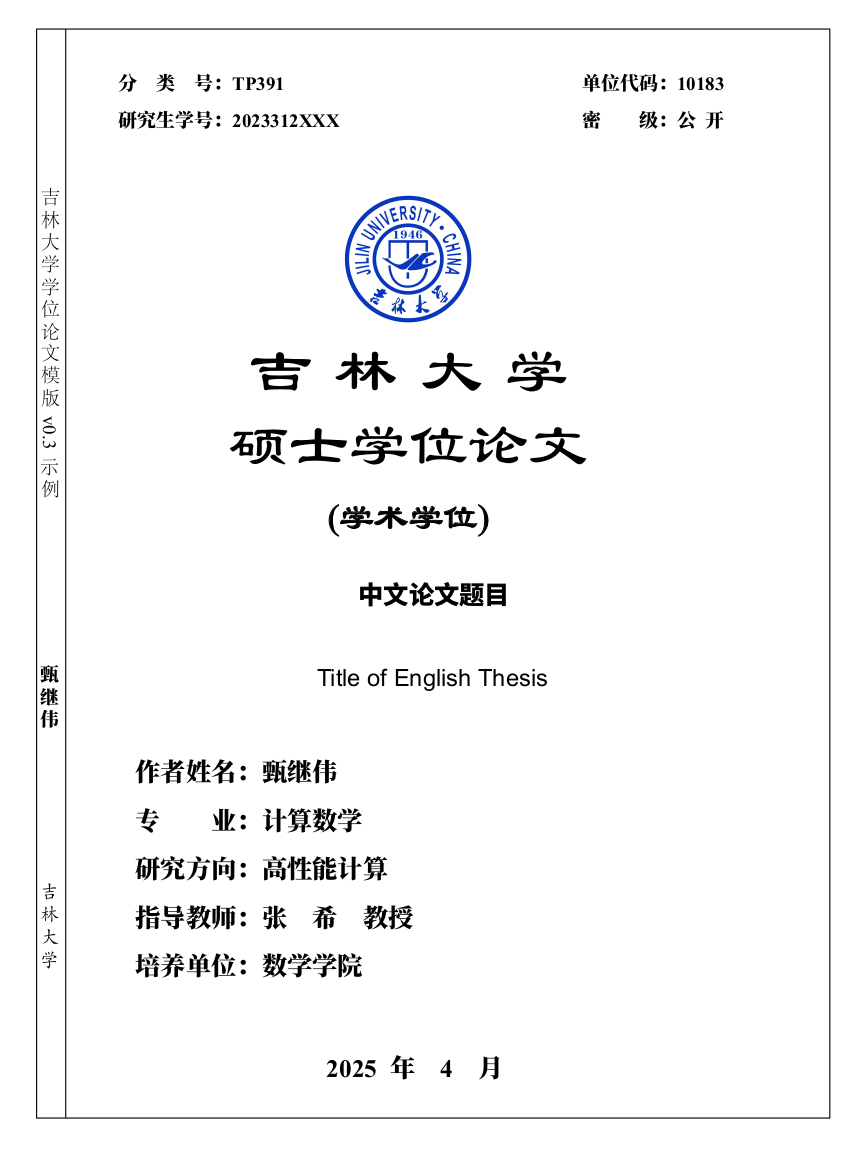 分　类　号：TP391　　单位代码：10183
研究生学号：2023312XXX　　密　　级：公 开
吉林大学学位论文模版 v0.3 示例
甄继伟
吉林大学
JILIN UNIVERSITY · CHINA
1946
吉林大学
吉 林 大 学
硕士学位论文
(学术学位)
中文论文题目
Title of English Thesis
作者姓名：甄继伟
专　　业：计算数学
研究方向：高性能计算
指导教师：张　希　教授
培养单位：数学学院
2025 年 4 月